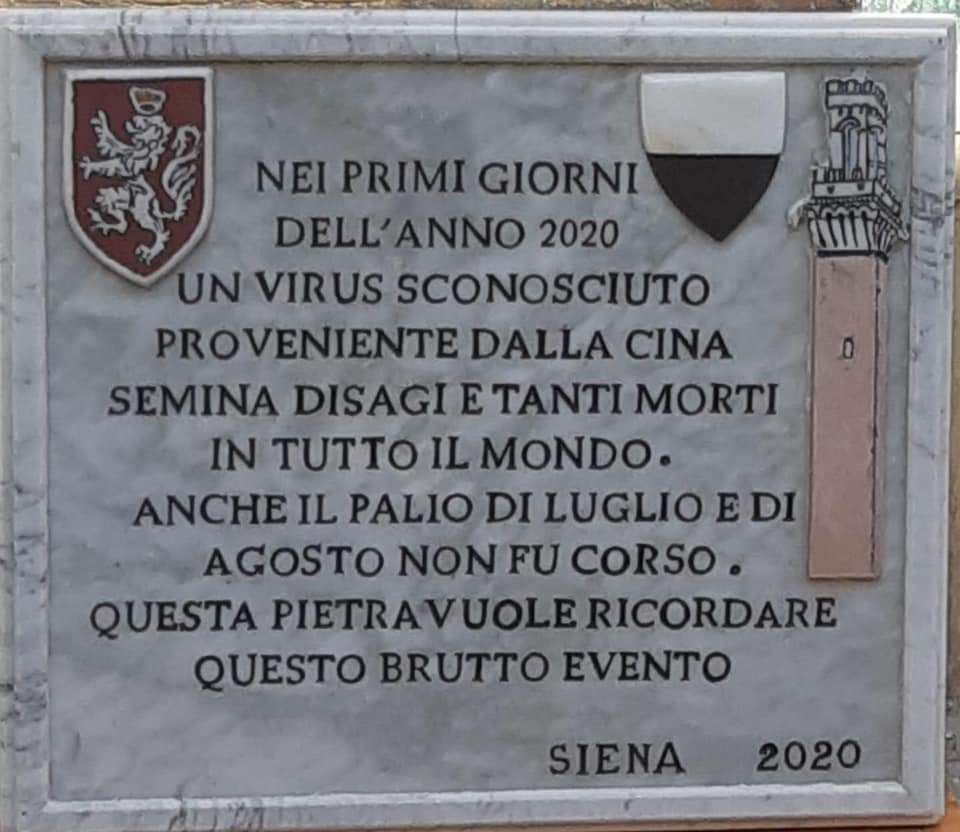 NEI PRIMI GIORNI
DELL'ANNO 2020
UN VIRUS SCONOSCIUTO
PROVENIENTE DALLA CINA
SEMINA DISAGI E TANTI MORTI
IN TUTTO IL MONDO.
ANCHE IL PALIO DI LUGLIO E DI
AGOSTO NON FU CORSO.
QUESTA PIETRA VUOLE RICORDARE
QUESTO BRUTTO EVENTO
SIENA 2020